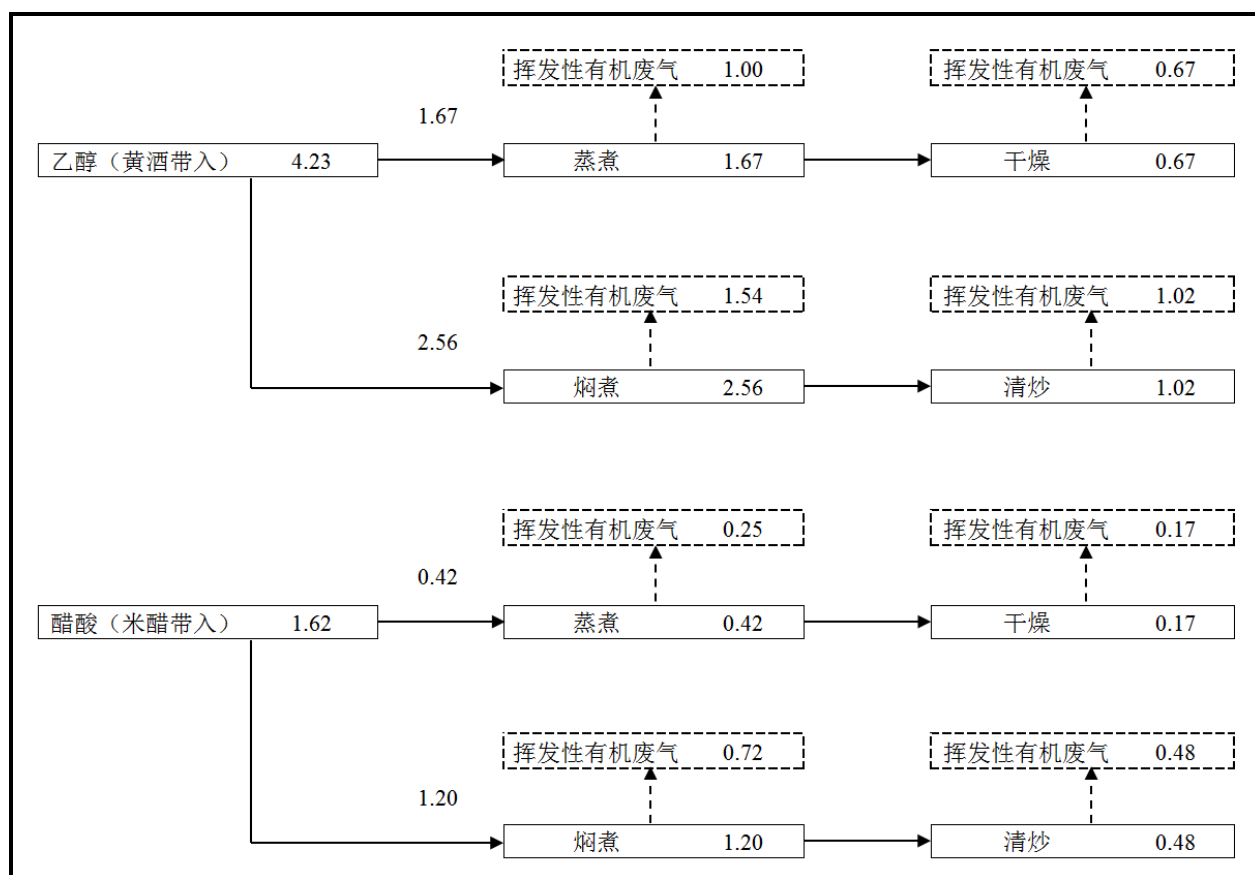 挥发性有机废气 1.00 挥发性有机废气 0.67
1.67
乙醇（黄酒带入） 4.23 蒸煮 1.67 干燥 0.67
挥发性有机废气 1.54 挥发性有机废气 1.02
2.56
焖煮 2.56 清炒 1.02
挥发性有机废气 0.25 挥发性有机废气 0.17
0.42
醋酸（米醋带入） 1.62 蒸煮 0.42 干燥 0.17
挥发性有机废气 0.72 挥发性有机废气 0.48
1.20
焖煮 1.20 清炒 0.48